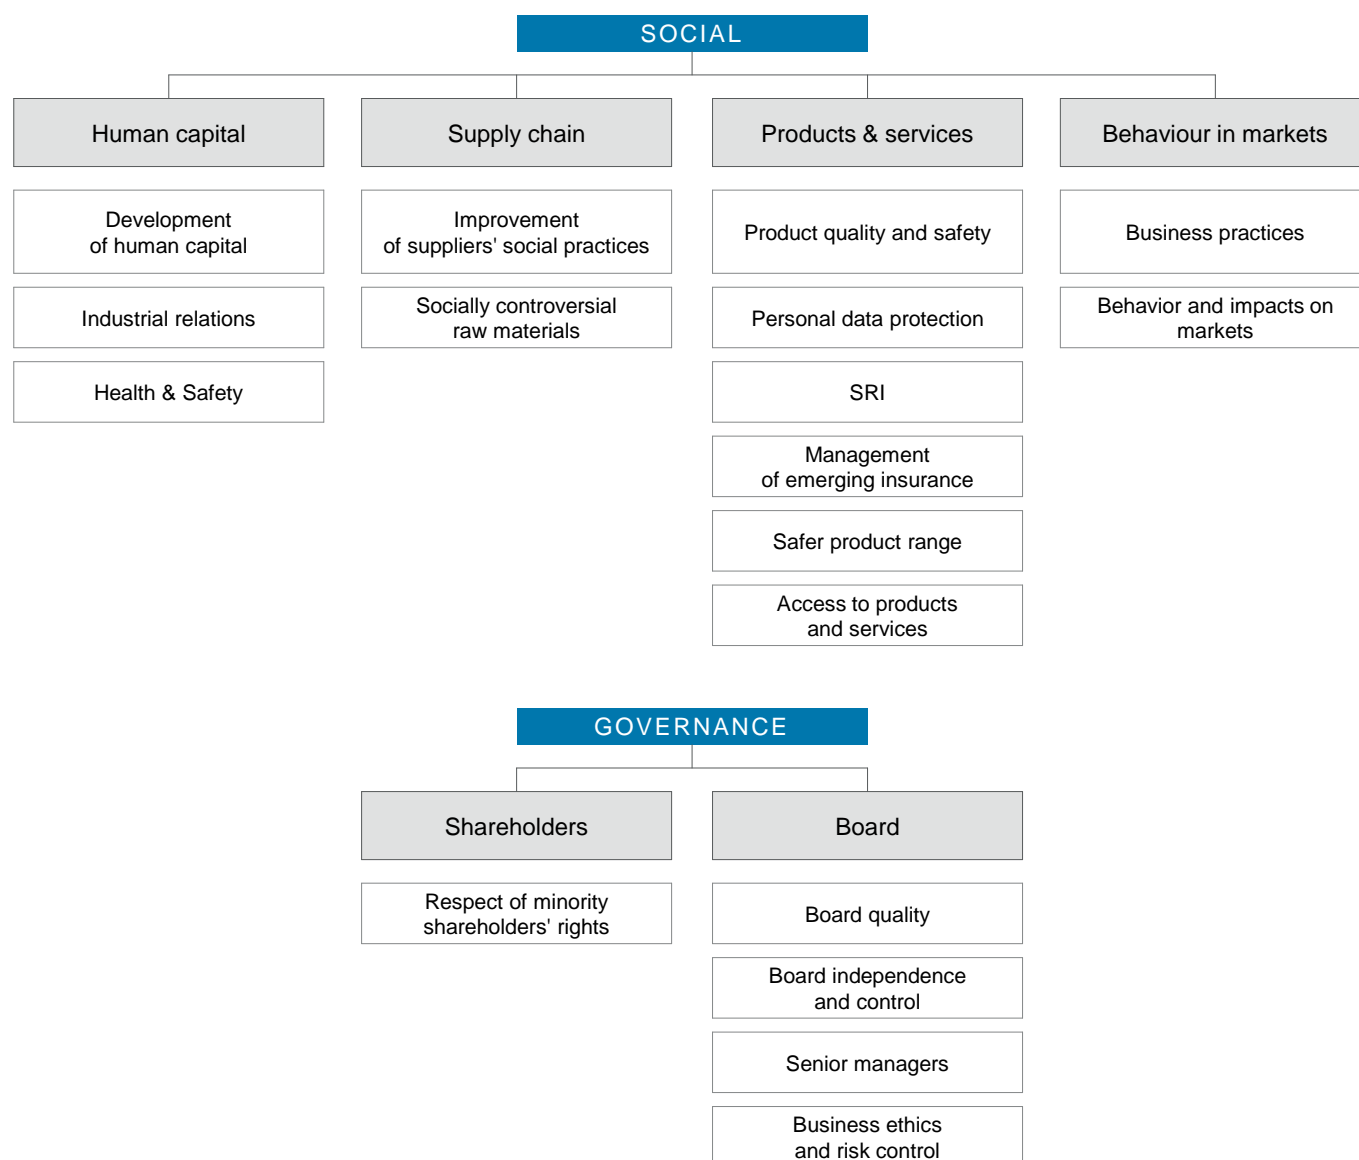 SOCIAL
Human capital
Supply chain
Products & services
Behaviour in markets
Development
of human capital
Improvement
of suppliers' social practices
Product quality and safety
Business practices
Industrial relations
Socially controversial
raw materials
Personal data protection
Behavior and impacts on
markets
Health & Safety
SRI
Management
of emerging insurance
Safer product range
Access to products
and services
GOVERNANCE
Shareholders
Board
Respect of minority
shareholders' rights
Board quality
Board independence
and control
Senior managers
Business ethics
and risk control